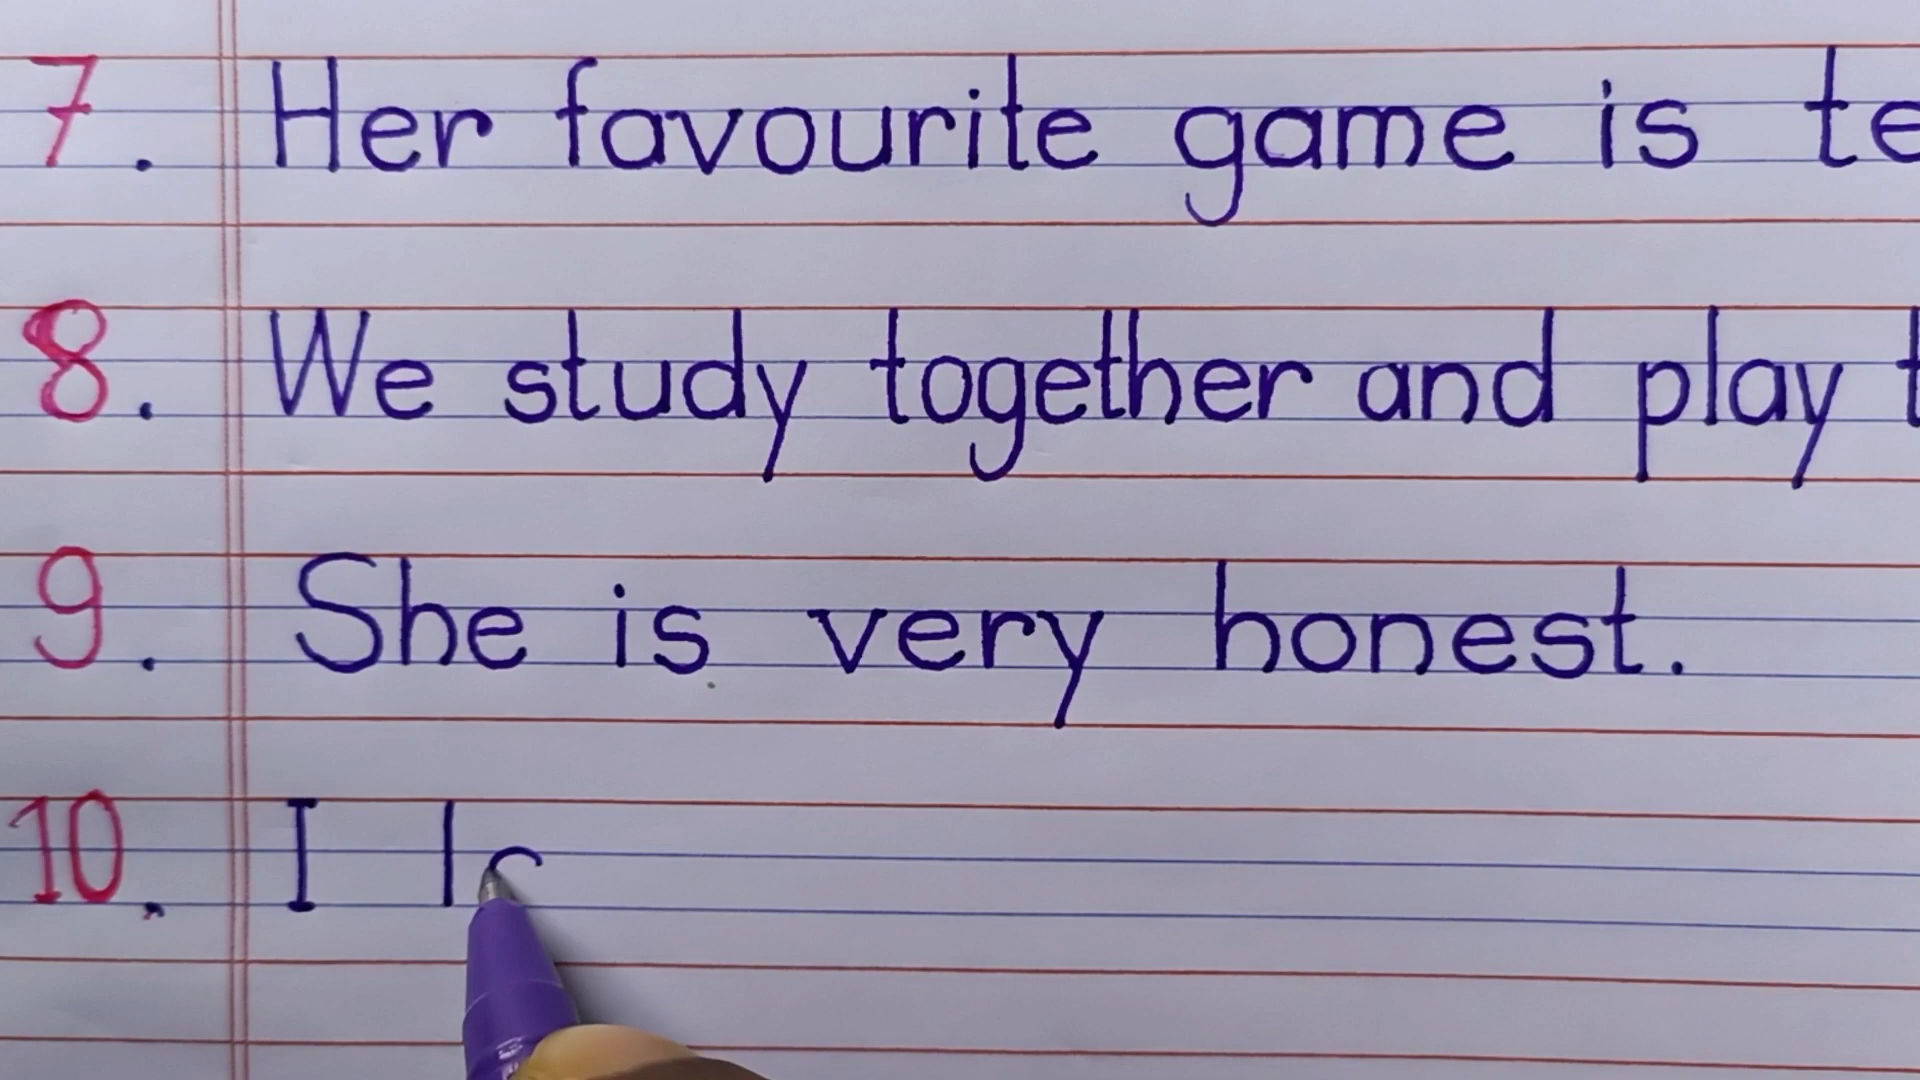 7. Her favourite game is te
8. We study together and play t
9. She is very honest.
10. I l